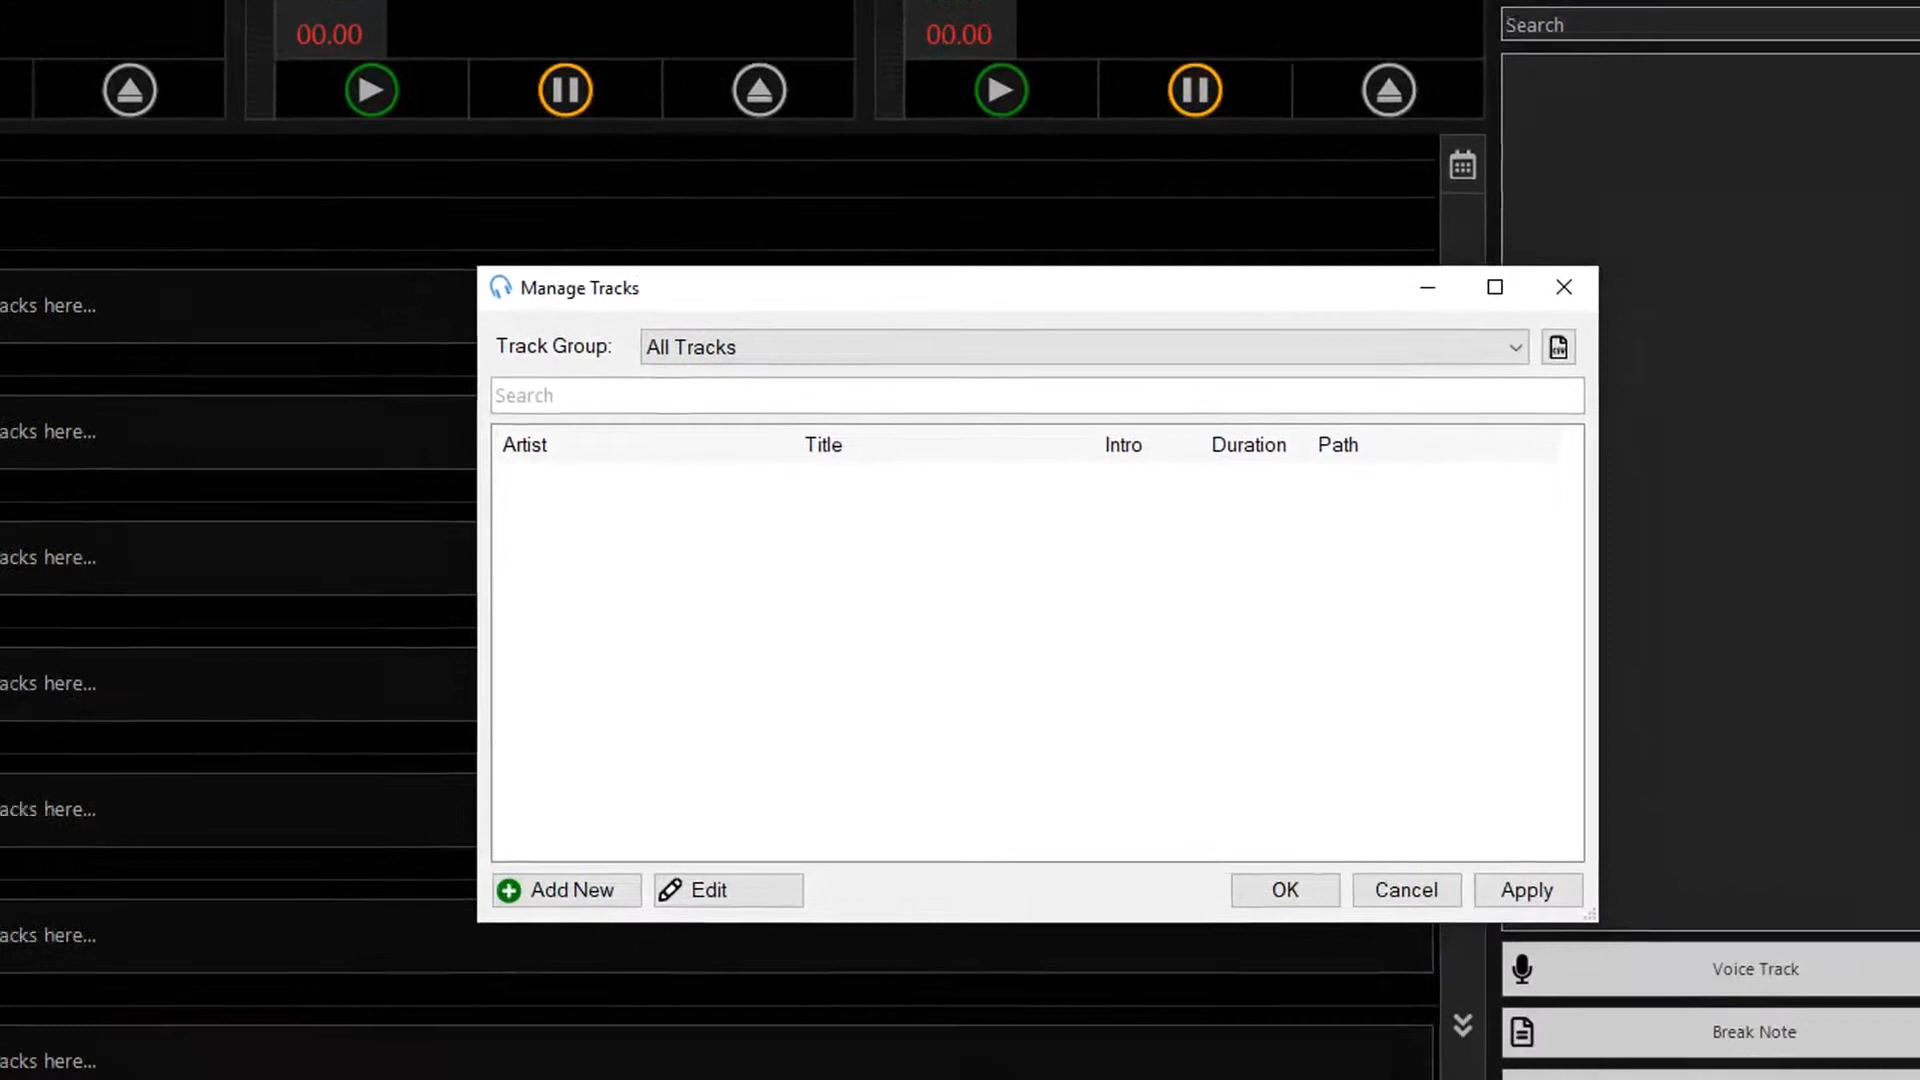 00.00
00.00
Search
Manage Tracks
Track Group:
All Tracks
CSV
Search
Artist
Title
Intro
Duration
Path
acks here...
acks here...
acks here...
acks here...
acks here...
acks here...
acks here...
Add New
Edit
OK
Cancel
Apply
Voice Track
Break Note